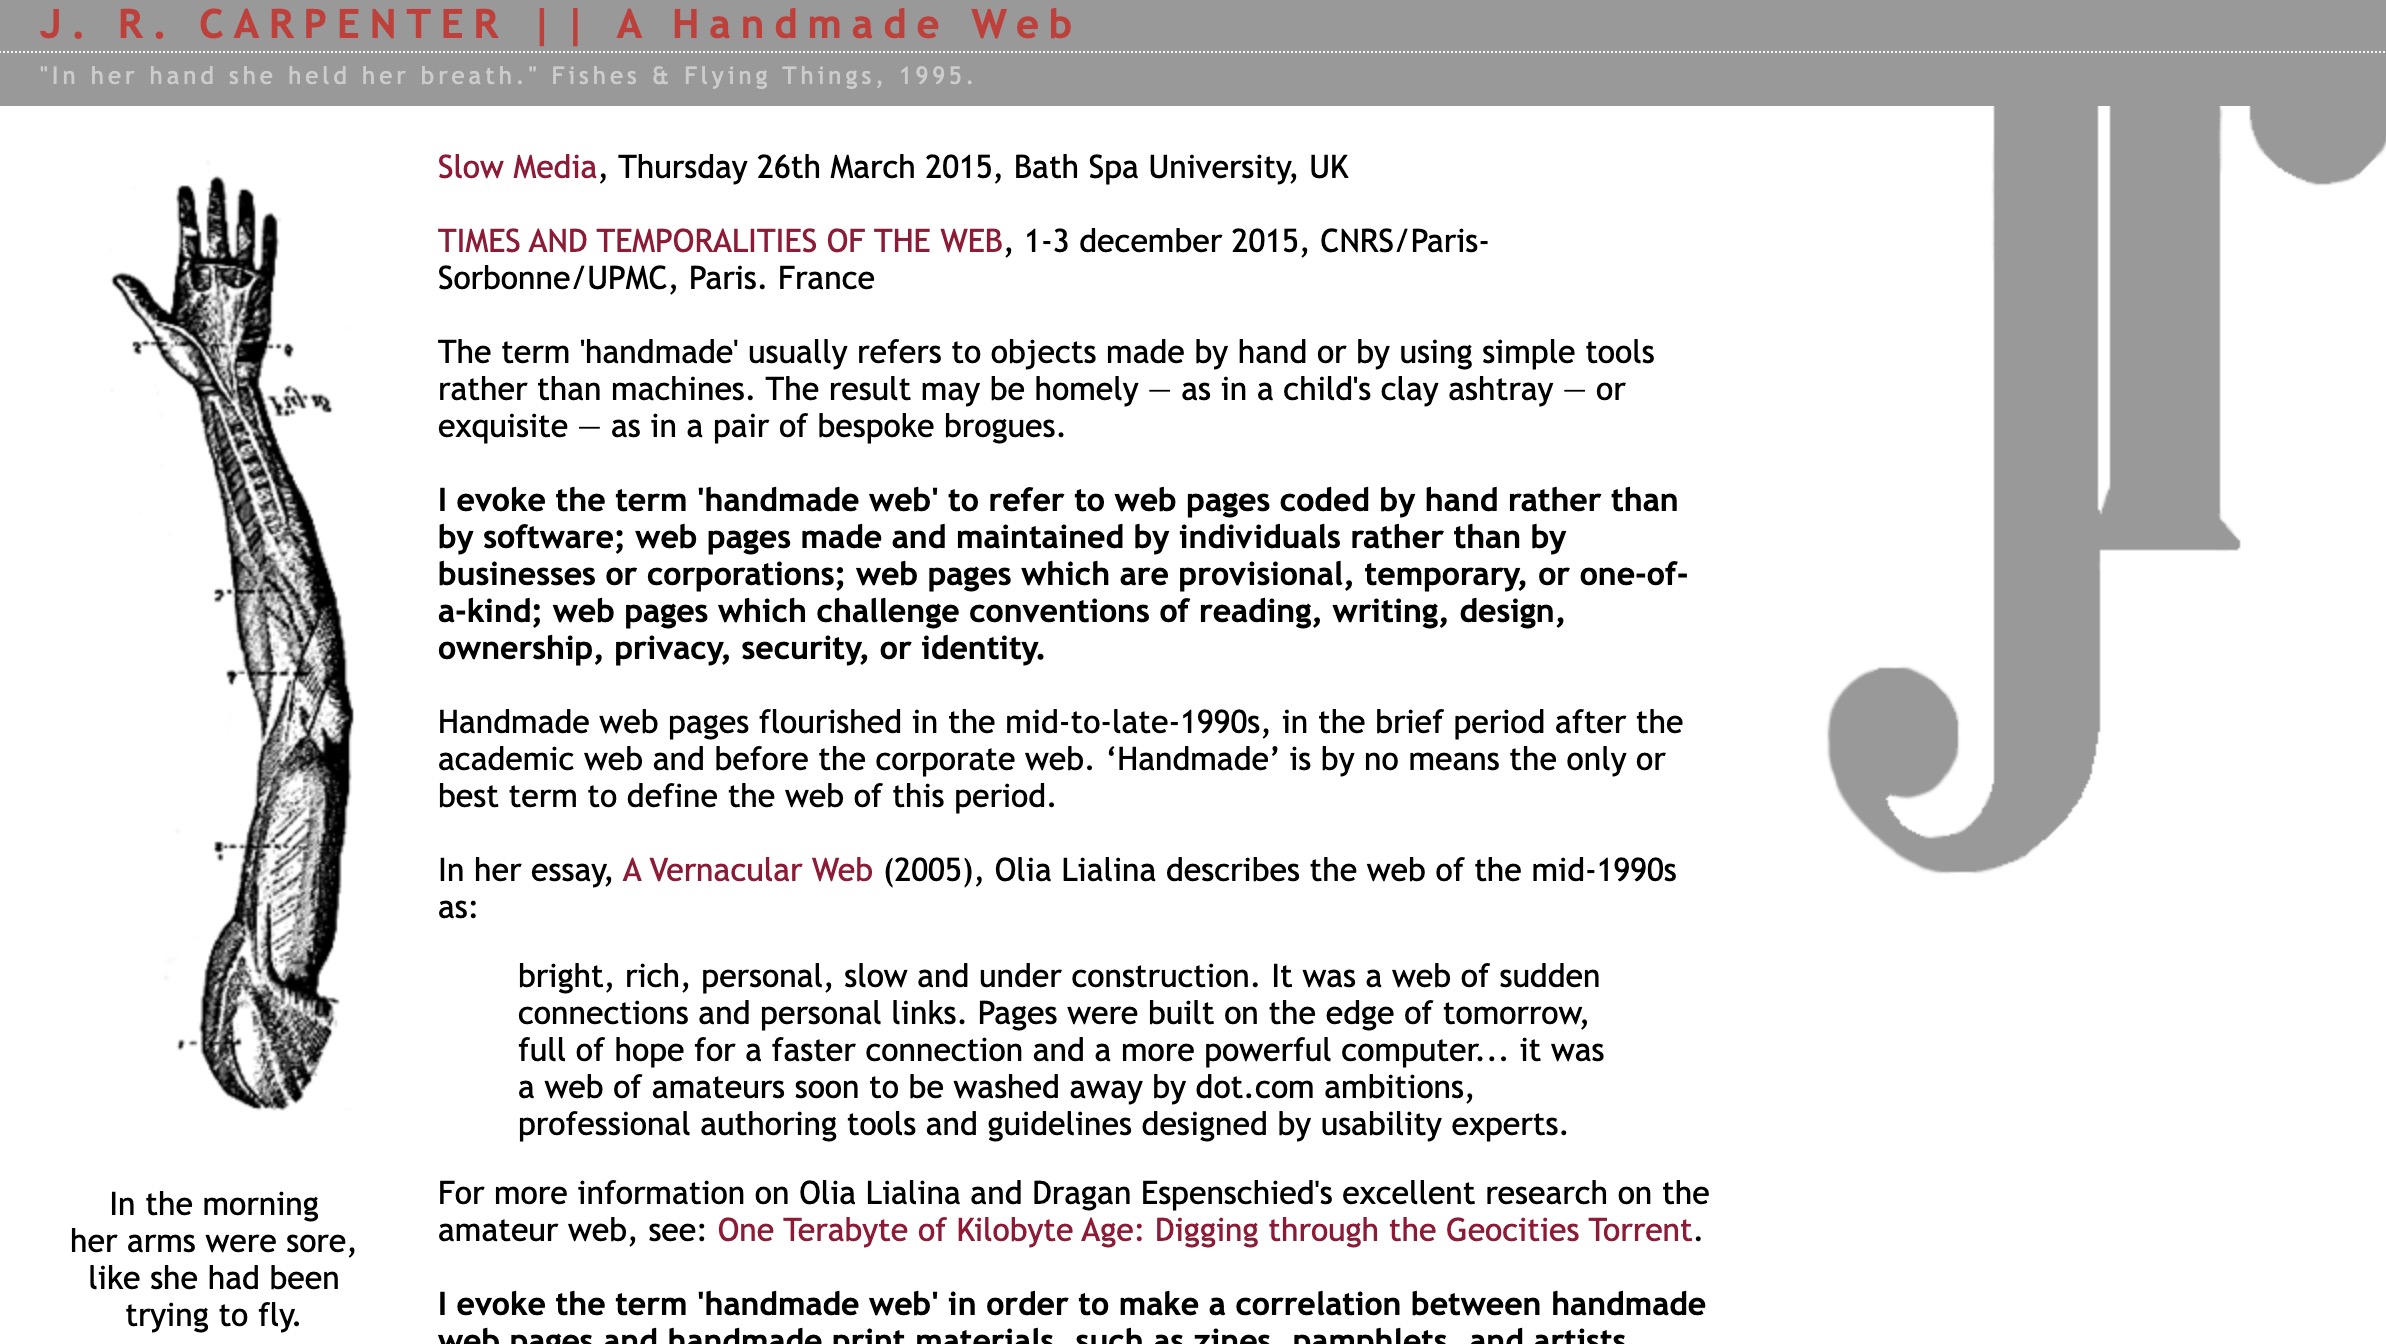 J. R. CARPENTER || A Handmade Web
"In her hand she held her breath." Fishes & Flying Things, 1995.
Slow Media, Thursday 26th March 2015, Bath Spa University, UK
TIMES AND TEMPORALITIES OF THE WEB, 1-3 december 2015, CNRS/Paris-
Sorbonne/UPMC, Paris. France
The term 'handmade' usually refers to objects made by hand or by using simple tools
rather than machines. The result may be homely — as in a child's clay ashtray — or
exquisite — as in a pair of bespoke brogues.
I evoke the term 'handmade web' to refer to web pages coded by hand rather than
by software; web pages made and maintained by individuals rather than by
businesses or corporations; web pages which are provisional, temporary, or one-of-
a-kind; web pages which challenge conventions of reading, writing, design,
ownership, privacy, security, or identity.
Handmade web pages flourished in the mid-to-late-1990s, in the brief period after the
academic web and before the corporate web. ‘Handmade’ is by no means the only or
best term to define the web of this period.
In her essay, A Vernacular Web (2005), Olia Lialina describes the web of the mid-1990s
as:
bright, rich, personal, slow and under construction. It was a web of sudden
connections and personal links. Pages were built on the edge of tomorrow,
full of hope for a faster connection and a more powerful computer... it was
a web of amateurs soon to be washed away by dot.com ambitions,
professional authoring tools and guidelines designed by usability experts.
For more information on Olia Lialina and Dragan Espenschied's excellent research on the
amateur web, see: One Terabyte of Kilobyte Age: Digging through the Geocities Torrent.
I evoke the term 'handmade web' in order to make a correlation between handmade
web pages and handmade print materials, such as zines, pamphlets, and artists
In the morning
her arms were sore,
like she had been
trying to fly.
Jr